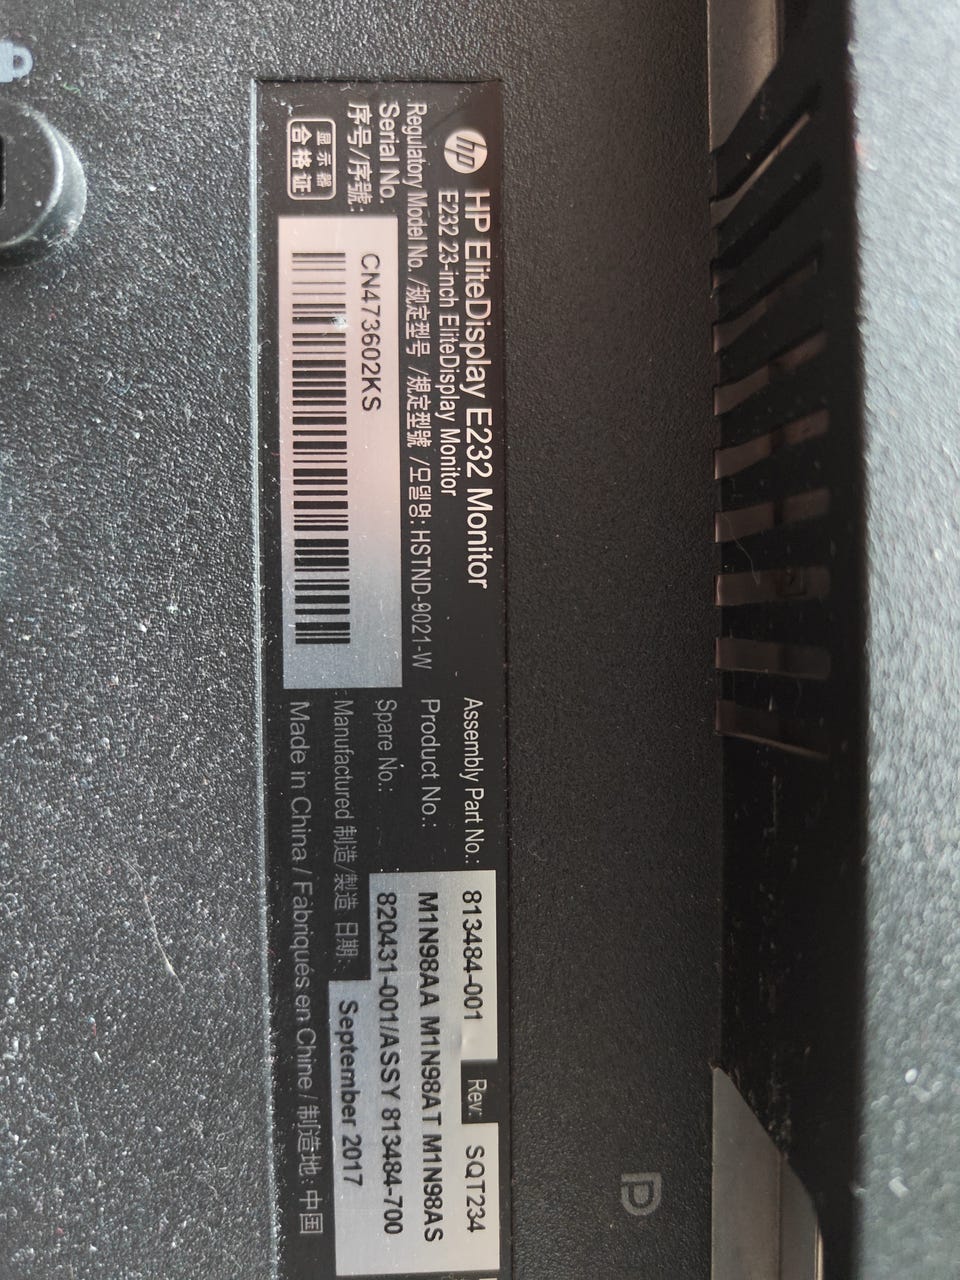 hp
HP EliteDisplay E232 Monitor
E232 23-inch EliteDisplay Monitor
Regulatory Model No. /规定型号 /規定型號 /모델명: HSTND-9021-W
Serial No.
序号/序號:
CN473602KS
显示器
合格证
Assembly Part No.: 813484-001 Rev: SQT234
Product No.: M1N98AA M1N98AT M1N98AS
Spare No.: 820431-001/ASSY 813484-700
Manufactured 制造/製造 日期: September 2017
Made in China / Fabriqués en Chine / 制造地: 中国